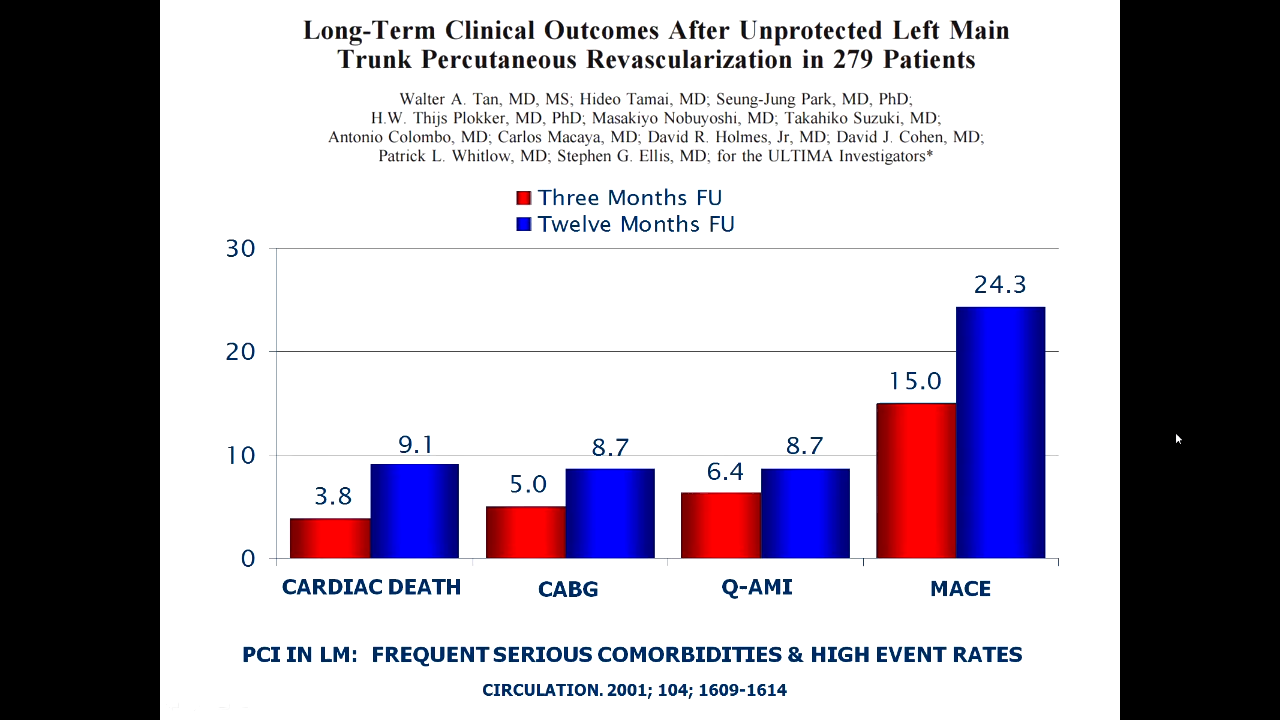 Long-Term Clinical Outcomes After Unprotected Left Main
Trunk Percutaneous Revascularization in 279 Patients
Walter A. Tan, MD, MS; Hideo Tamai, MD; Seung-Jung Park, MD, PhD;
H.W. Thijs Plokker, MD, PhD; Masakiyo Nobuyoshi, MD; Takahiko Suzuki, MD;
Antonio Colombo, MD; Carlos Macaya, MD; David R. Holmes, Jr, MD; David J. Cohen, MD;
Patrick L. Whitlow, MD; Stephen G. Ellis, MD; for the ULTIMA Investigators*
Three Months FU
Twelve Months FU
30
20
10
0
3.8
9.1
5.0
8.7
6.4
8.7
15.0
24.3
CARDIAC DEATH
CABG
Q-AMI
MACE
PCI IN LM: FREQUENT SERIOUS COMORBIDITIES & HIGH EVENT RATES
CIRCULATION. 2001; 104; 1609-1614